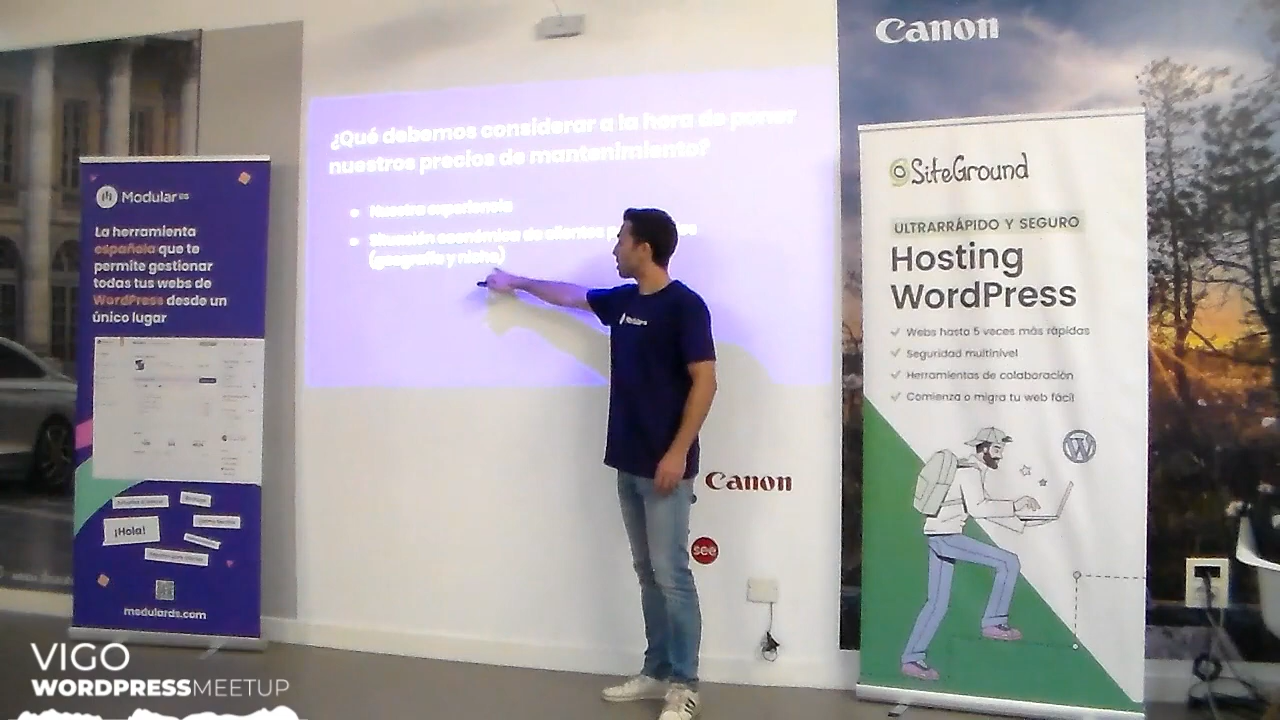 Modular DS
La herramienta
española que te
permite gestionar
todas tus webs de
WordPress desde un
único lugar
¡Hola!
modulards.com
¿Qué debemos considerar a la hora de poner
nuestros precios de mantenimiento?
Nuestra experiencia
Situación económica de clientes
(geografía y nicho)
Modular
Canon
see
Canon
SiteGround
ULTRARRÁPIDO Y SEGURO
Hosting
WordPress
✓ Webs hasta 5 veces más rápidas
✓ Seguridad multinivel
✓ Herramientas de colaboración
✓ Comienza o migra tu web fácil
VIGO
WORDPRESSMEETUP